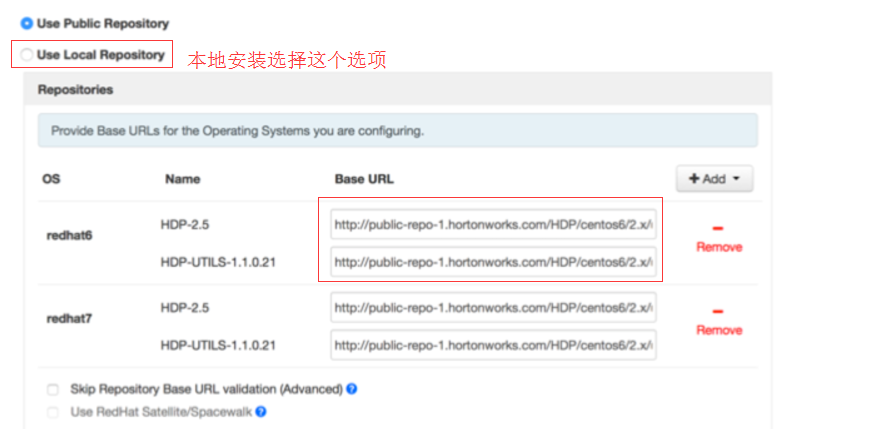 Use Public Repository
Use Local Repository 本地安装选择这个选项
Repositories
Provide Base URLs for the Operating Systems you are configuring.
OS Name Base URL + Add
redhat6
HDP-2.5 http://public-repo-1.hortonworks.com/HDP/centos6/2.x/
HDP-UTILS-1.1.0.21 http://public-repo-1.hortonworks.com/HDP/centos6/2.x/
Remove
redhat7
HDP-2.5 http://public-repo-1.hortonworks.com/HDP/centos6/2.x/
HDP-UTILS-1.1.0.21 http://public-repo-1.hortonworks.com/HDP/centos6/2.x/
Remove
Skip Repository Base URL validation (Advanced) ?
Use RedHat Satellite/Spacewalk ?